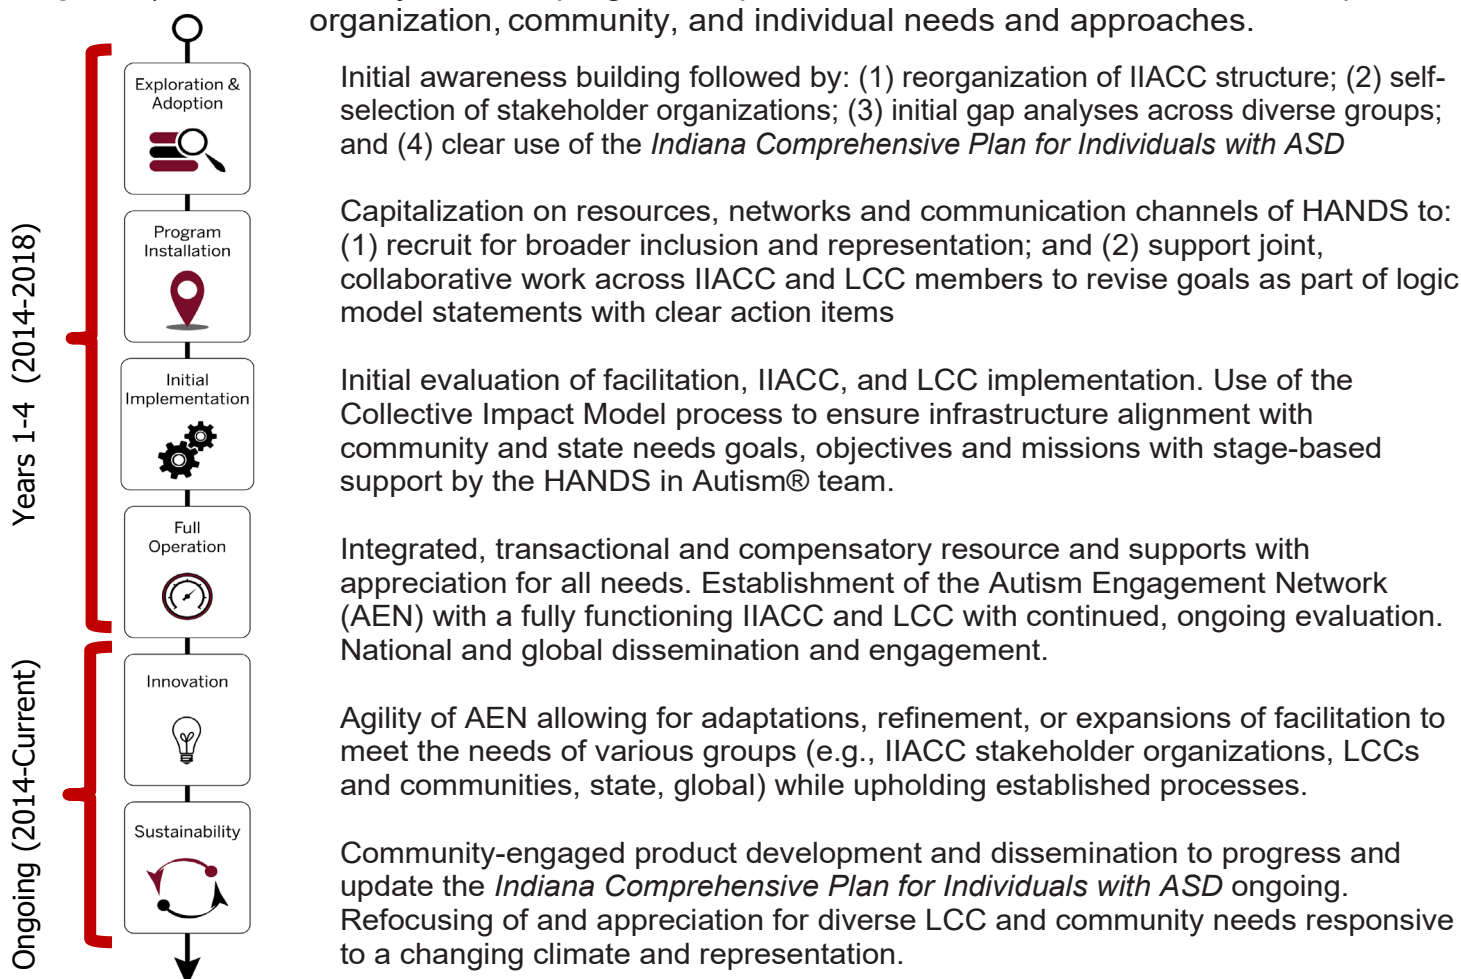 organization, community, and individual needs and approaches.
Years 1-4 (2014-2018)
Exploration &
Adoption
Initial awareness building followed by: (1) reorganization of IIACC structure; (2) self-
selection of stakeholder organizations; (3) initial gap analyses across diverse groups;
and (4) clear use of the Indiana Comprehensive Plan for Individuals with ASD
Program
Installation
Capitalization on resources, networks and communication channels of HANDS to:
(1) recruit for broader inclusion and representation; and (2) support joint,
collaborative work across IIACC and LCC members to revise goals as part of logic
model statements with clear action items
Initial
Implementation
Initial evaluation of facilitation, IIACC, and LCC implementation. Use of the
Collective Impact Model process to ensure infrastructure alignment with
community and state needs goals, objectives and missions with stage-based
support by the HANDS in Autism® team.
Full
Operation
Integrated, transactional and compensatory resource and supports with
appreciation for all needs. Establishment of the Autism Engagement Network
(AEN) with a fully functioning IIACC and LCC with continued, ongoing evaluation.
National and global dissemination and engagement.
Ongoing (2014-Current)
Innovation
Agility of AEN allowing for adaptations, refinement, or expansions of facilitation to
meet the needs of various groups (e.g., IIACC stakeholder organizations, LCCs
and communities, state, global) while upholding established processes.
Sustainability
Community-engaged product development and dissemination to progress and
update the Indiana Comprehensive Plan for Individuals with ASD ongoing.
Refocusing of and appreciation for diverse LCC and community needs responsive
to a changing climate and representation.